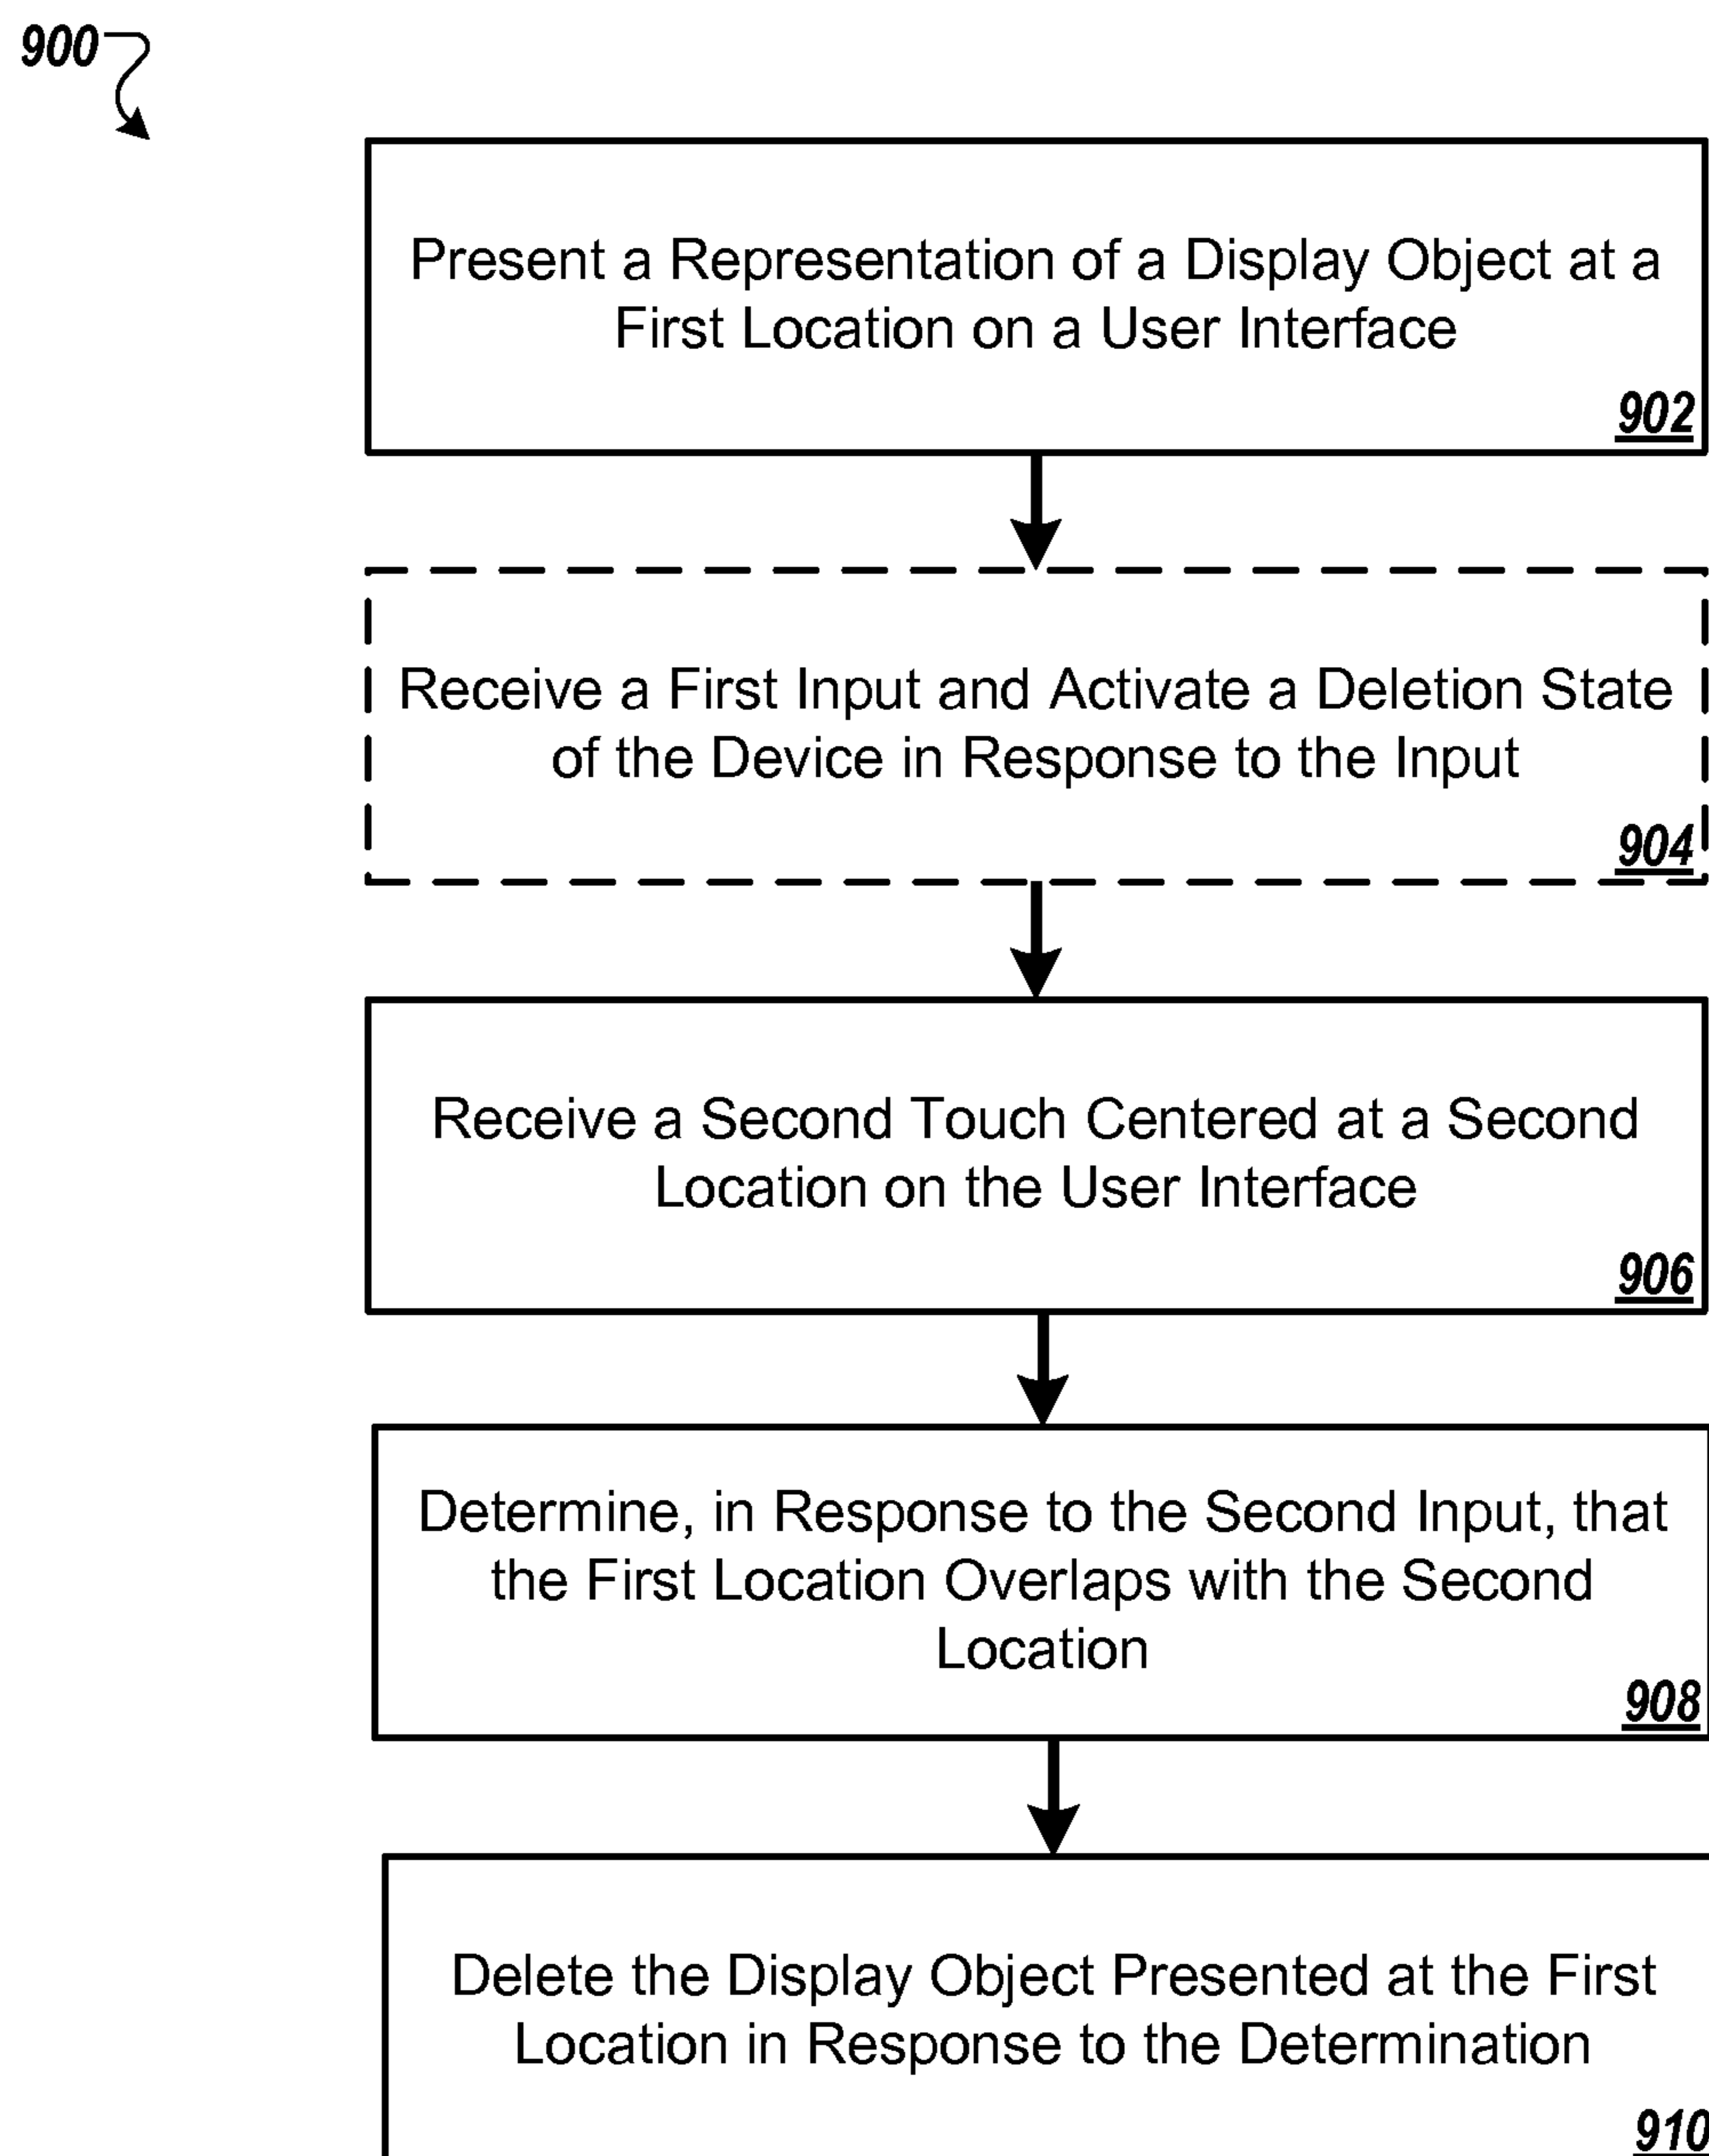 900
Present a Representation of a Display Object at a
First Location on a User Interface
902
Receive a First Input and Activate a Deletion State
of the Device in Response to the Input
904
Receive a Second Touch Centered at a Second
Location on the User Interface
906
Determine, in Response to the Second Input, that
the First Location Overlaps with the Second
Location
908
Delete the Display Object Presented at the First
Location in Response to the Determination
910